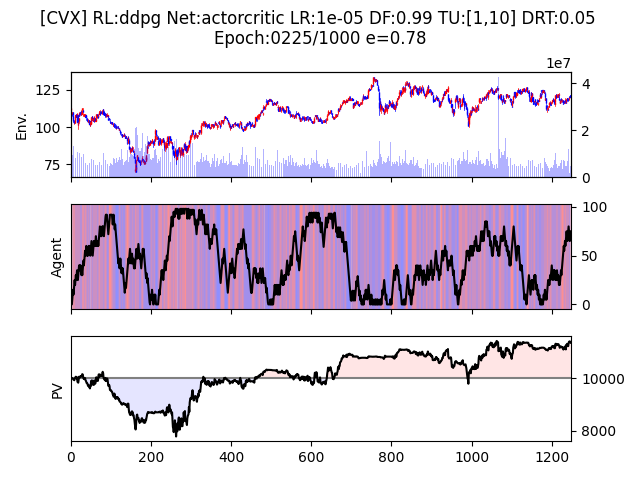 [CVX] RL:ddpg Net:actorcritic LR:1e-05 DF:0.99 TU:[1,10] DRT:0.05
Epoch:0225/1000 e=0.78
1e7
125
100
75
Env.
4
2
0
Agent
100
50
0
PV
10000
8000
0 200 400 600 800 1000 1200